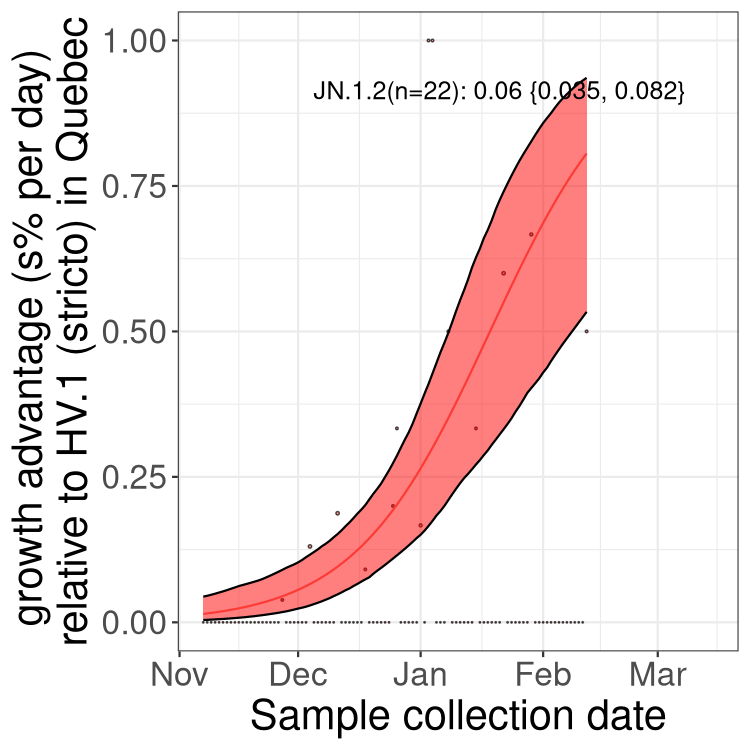 growth advantage (s% per day)
relative to HV.1 (stricto) in Quebec
1.00
0.75
0.50
0.25
0.00
JN.1.2(n=22): 0.06 {0.035, 0.082}
Nov Dec Jan Feb Mar
Sample collection date